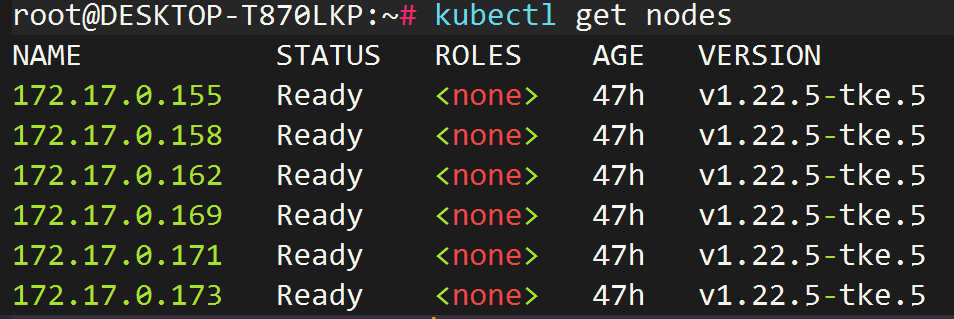 root@DESKTOP-T870LKP:~# kubectl get nodes
NAME STATUS ROLES AGE VERSION
172.17.0.155 Ready <none> 47h v1.22.5-tke.5
172.17.0.158 Ready <none> 47h v1.22.5-tke.5
172.17.0.162 Ready <none> 47h v1.22.5-tke.5
172.17.0.169 Ready <none> 47h v1.22.5-tke.5
172.17.0.171 Ready <none> 47h v1.22.5-tke.5
172.17.0.173 Ready <none> 47h v1.22.5-tke.5